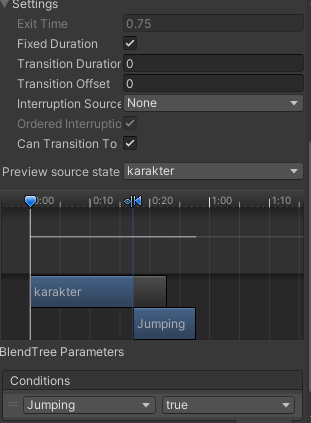 Settings
Exit Time 0.75
Fixed Duration
Transition Duration 0
Transition Offset 0
Interruption Source None
Ordered Interruptio
Can Transition To
Preview source state karakter
0:00 0:10 0:20 1:00 1:10
karakter
Jumping
BlendTree Parameters
Conditions
Jumping true